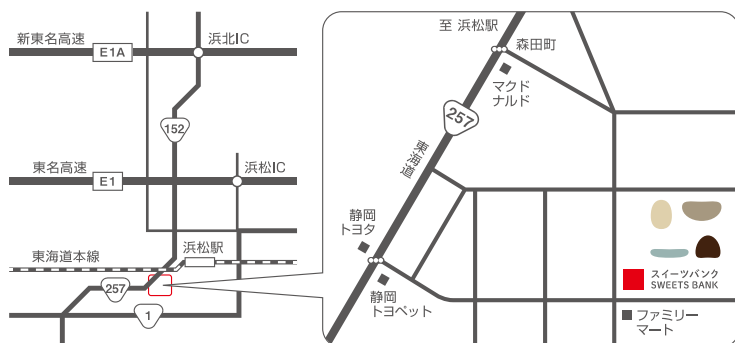 新東名高速
E1A
浜北IC
152
東名高速
E1
浜松IC
東海道本線
浜松駅
257
1
至 浜松駅
森田町
マクド
ナルド
257
東海道
静岡
トヨタ
静岡
トヨペット
スイーツバンク
SWEETS BANK
ファミリー
マート